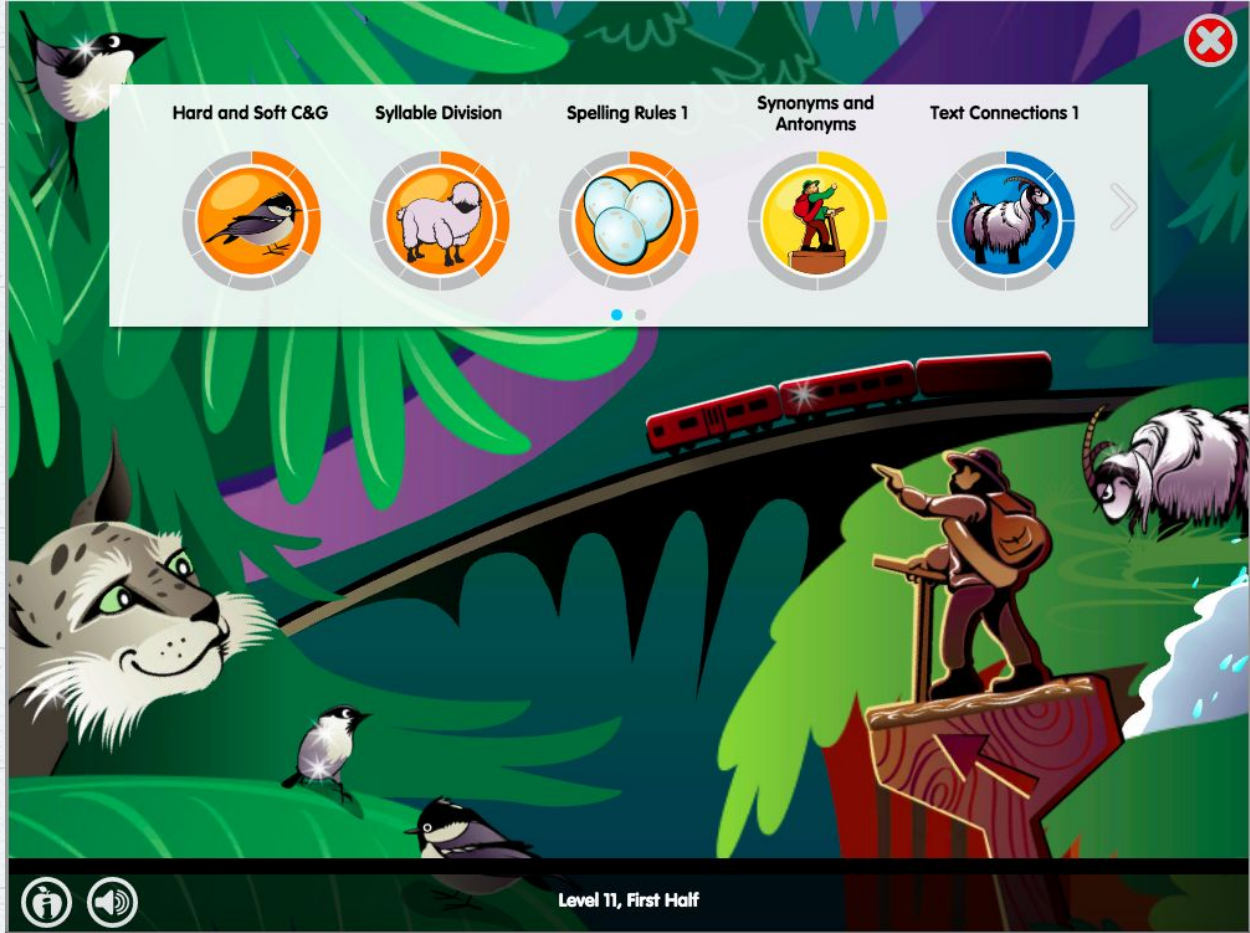 Hard and Soft C&G
Syllable Division
Spelling Rules 1
Synonyms and
Antonyms
Text Connections 1
Level 11, First Half